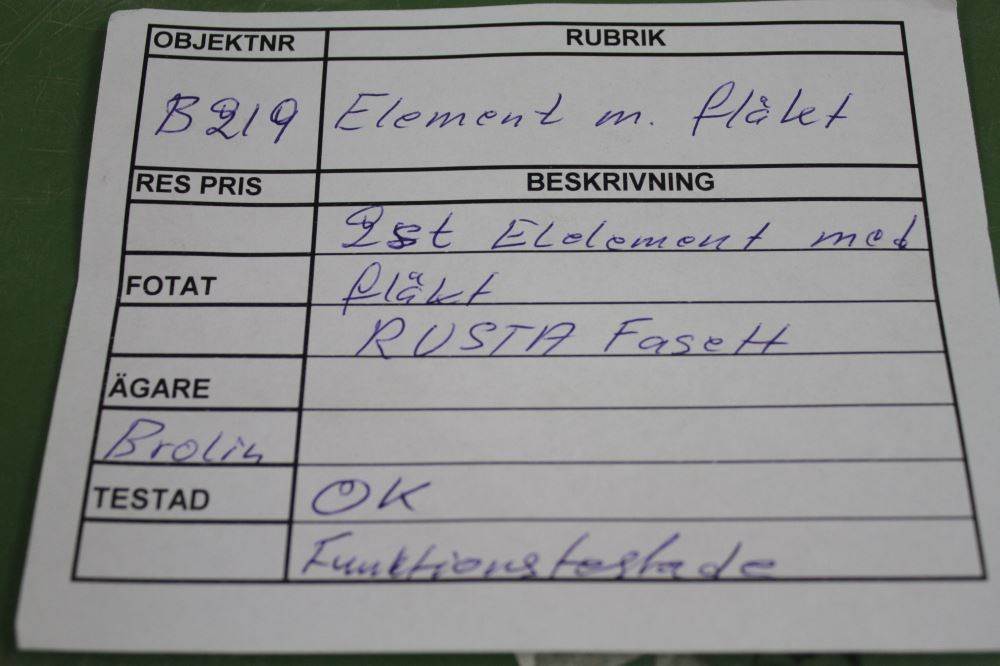 OBJEKTNR RUBRIK
B219 Element m. fläkt
RES PRIS BESKRIVNING
2st Elelement med
FOTAT fläkt
RUSTA Fasett
ÄGARE
Brolin
TESTAD OK
Funktionstestade